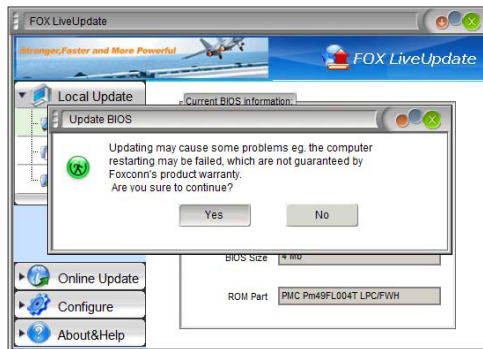 FOX LiveUpdate
Stranger,Faster and More Powerful
FOX LiveUpdate
Local Update
Current BIOS information:
Update BIOS
Updating may cause some problems eg. the computer
restarting may be failed, which are not guaranteed by
Foxconn's product warranty.
Are you sure to continue?
Yes
No
BIOS Size
4 Mb
Online Update
ROM Part
PMC Pm49FL004T LPC/FWH
Configure
About&Help